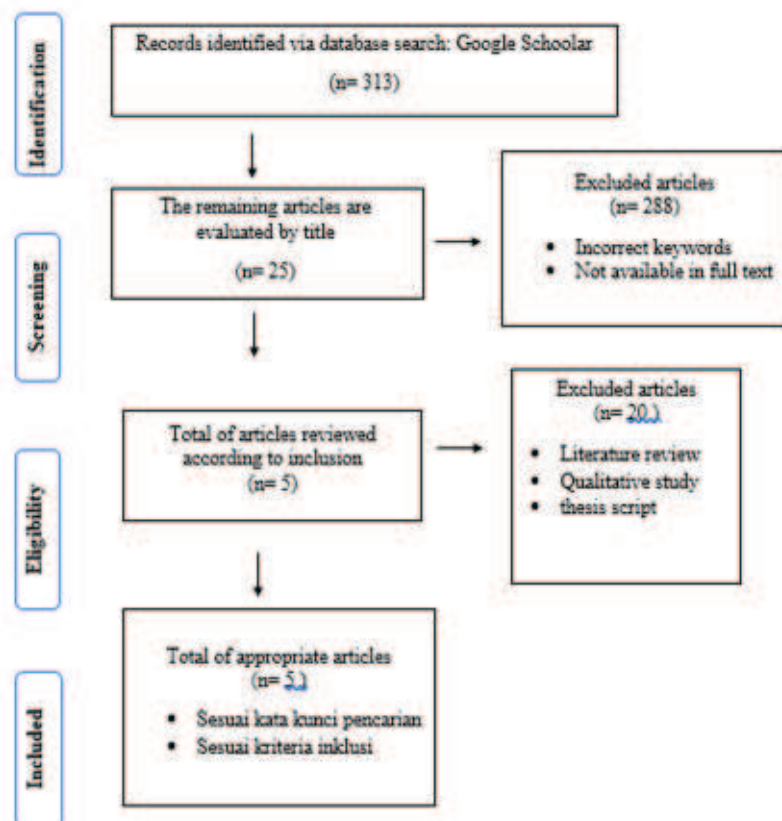 Identification
Records identified via database search: Google Schoolar
(n= 313)
The remaining articles are
evaluated by title
(n= 25)
Excluded articles
(n= 288)
• Incorrect keywords
• Not available in full text
Screening
Total of articles reviewed
according to inclusion
(n= 5)
Excluded articles
(n= 20 )
• Literature review
• Qualitative study
• thesis script
Eligibility
Total of appropriate articles
(n= 5 )
• Sesuai kata kunci pencarian
• Sesuai kriteria inklusi
Included